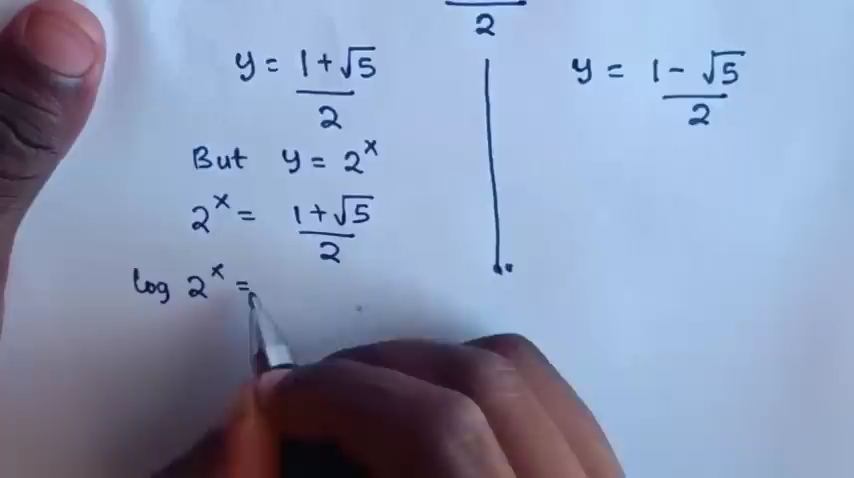 2
y = 1 + √5 / 2
But y = 2^x
2^x = 1 + √5 / 2
log 2^x =
y = 1 - √5 / 2